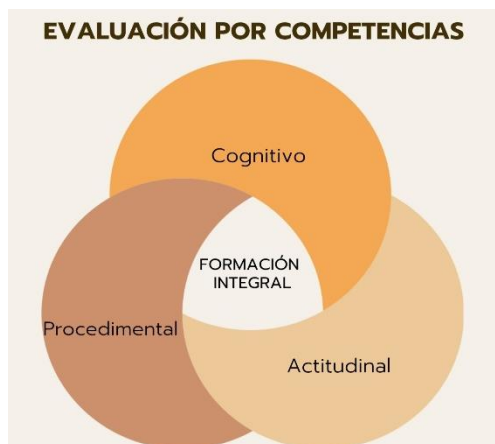 EVALUACIÓN POR COMPETENCIAS
Cognitivo
FORMACIÓN
INTEGRAL
Procedimental
Actitudinal